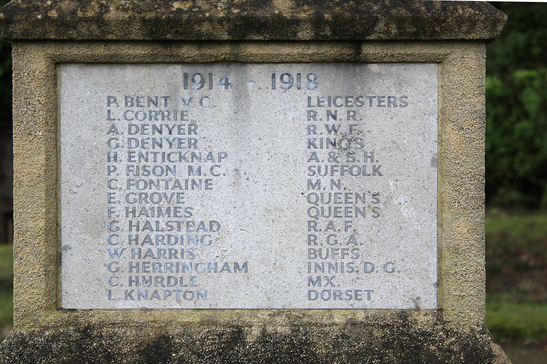 1914 - 1918
P. BENT V.C. LEICESTERS
L. CORRIE R.N.R.
A. DENYER R.W.F.
G. DENYER KING'S
H. ENTICKNAP A. & S.H.
P. FISON M.C. SUFFOLK
C. FONTAINE M.N.
E. GROVE QUEEN'S
F. HAIMES QUEEN'S
G. HALSTEAD R.A.F.
C. HARDING R.G.A.
W. HARRIS BUFFS
G. HERRINGHAM INNIS. D.G.
C. HURDLE MX.
L. KNAPTON DORSET